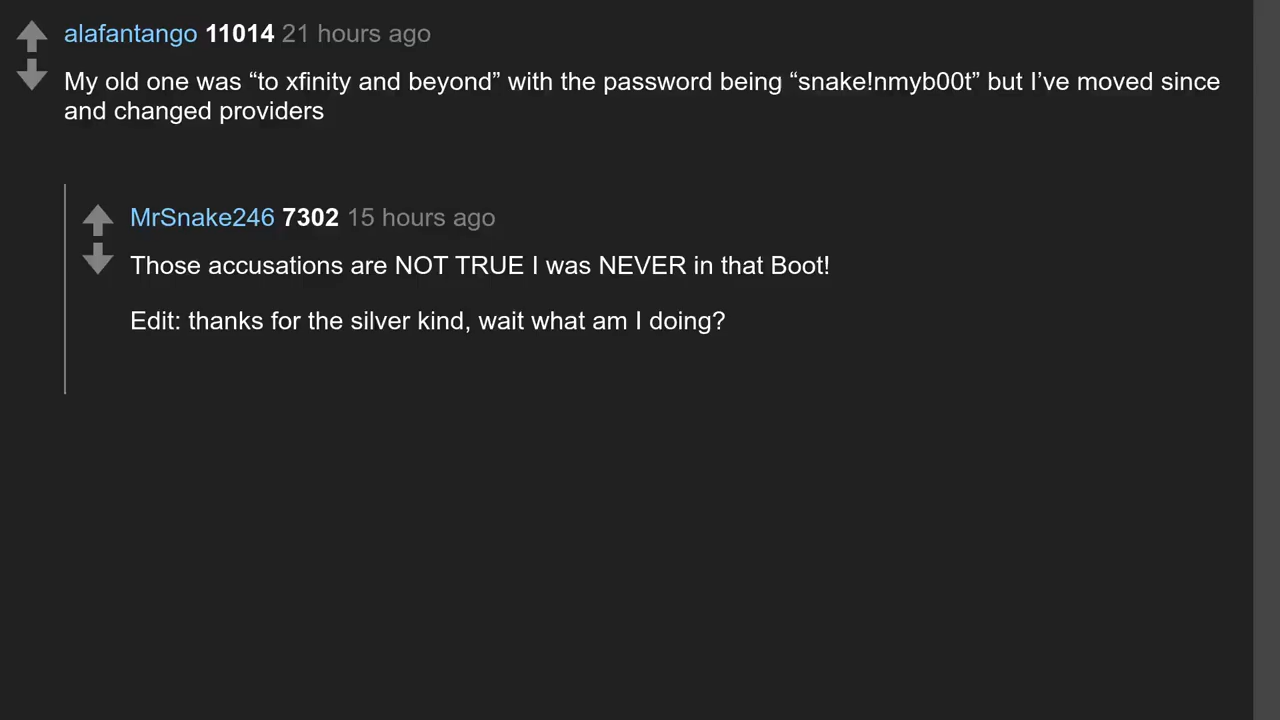 alafantango 11014 21 hours ago
My old one was “to xfinity and beyond” with the password being “snake!nmyb00t” but I’ve moved since
and changed providers
MrSnake246 7302 15 hours ago
Those accusations are NOT TRUE I was NEVER in that Boot!
Edit: thanks for the silver kind, wait what am I doing?